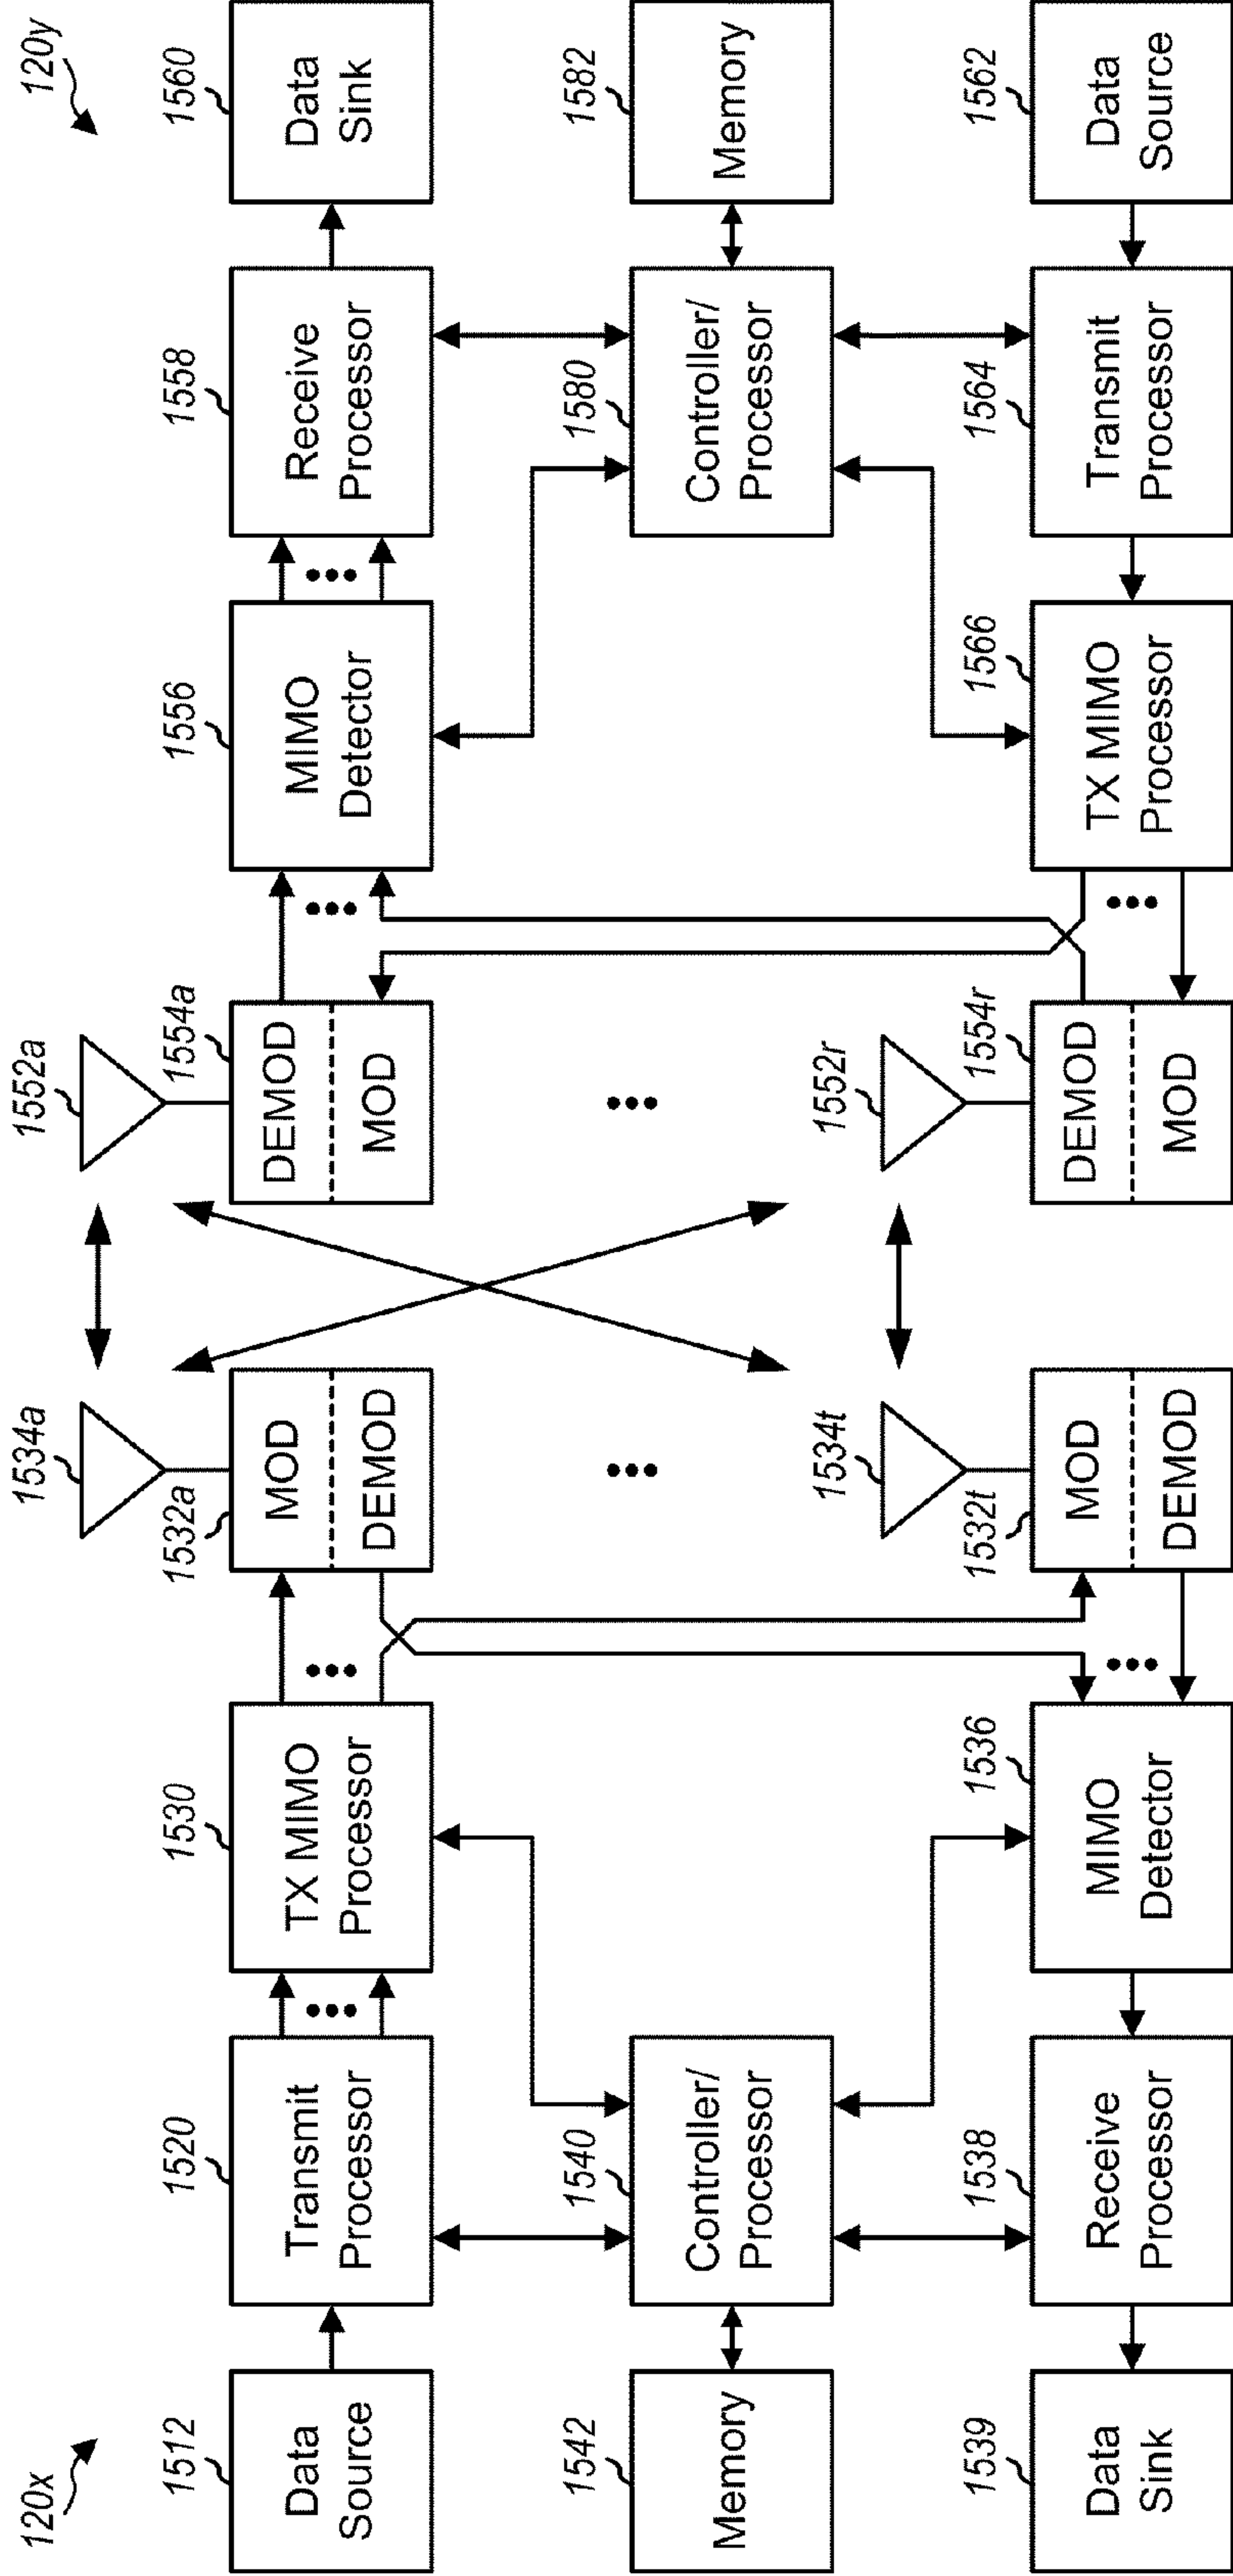 120x
120y
1512
Data
Source
1520
Transmit
Processor
1530
TX MIMO
Processor
1534a
1532a
MOD
DEMOD
1552a
1554a
DEMOD
MOD
1556
MIMO
Detector
1558
Receive
Processor
1560
Data
Sink
1542
Memory
1540
Controller/
Processor
1580
Controller/
Processor
1582
Memory
1539
Data
Sink
1538
Receive
Processor
1536
MIMO
Detector
1534t
1532t
MOD
DEMOD
1552r
1554r
DEMOD
MOD
1566
TX MIMO
Processor
1564
Transmit
Processor
1562
Data
Source